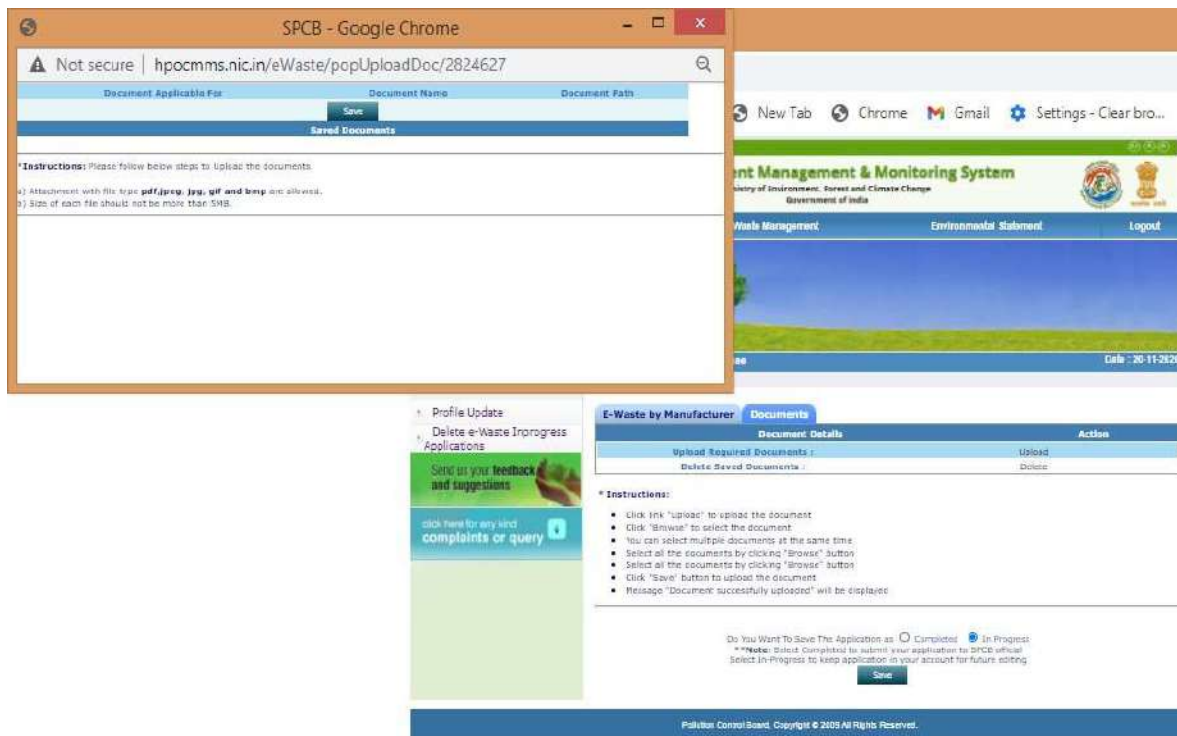 SPCB - Google Chrome
Not secure | hpocmms.nic.in/eWaste/popUploadDoc/2824627
Document Applicable For Document Name Document Path
Save
Saved Documents
*Instructions: Please follow below steps to Upload the documents.
a) Attachment with file type pdf,jpeg, jpg, gif and bmp are allowed.
b) Size of each file should not be more than 5MB.
New Tab Chrome Gmail Settings - Clear bro...
nt Management & Monitoring System
nistry of Environment, Forest and Climate Change
Government of India
Waste Management Environmental Statement Logout
Date : 20-11-202
Profile Update
Delete e-Waste Inprogress
Applications
Send us your feedback
and suggestions
click here for any kind
complaints or query
E-Waste by Manufacturer Documents
Document Details Action
Upload Required Documents : Upload
Delete Saved Documents : Delete
* Instructions:
Click link "Upload" to upload the document
Click "Browse" to select the document
You can select multiple documents at the same time
Select all the documents by clicking "Browse" button
Select all the documents by clicking "Browse" button
Click "Save" button to upload the document
Message "Document successfully uploaded" will be displayed
Do You Want To Save The Application as Completed In Progress
**Note: Select Completed to submit your application to SPCB official
Select In-Progress to keep application in your account for future editing
Save
Pollution Control Board, Copyright © 2009 All Rights Reserved.